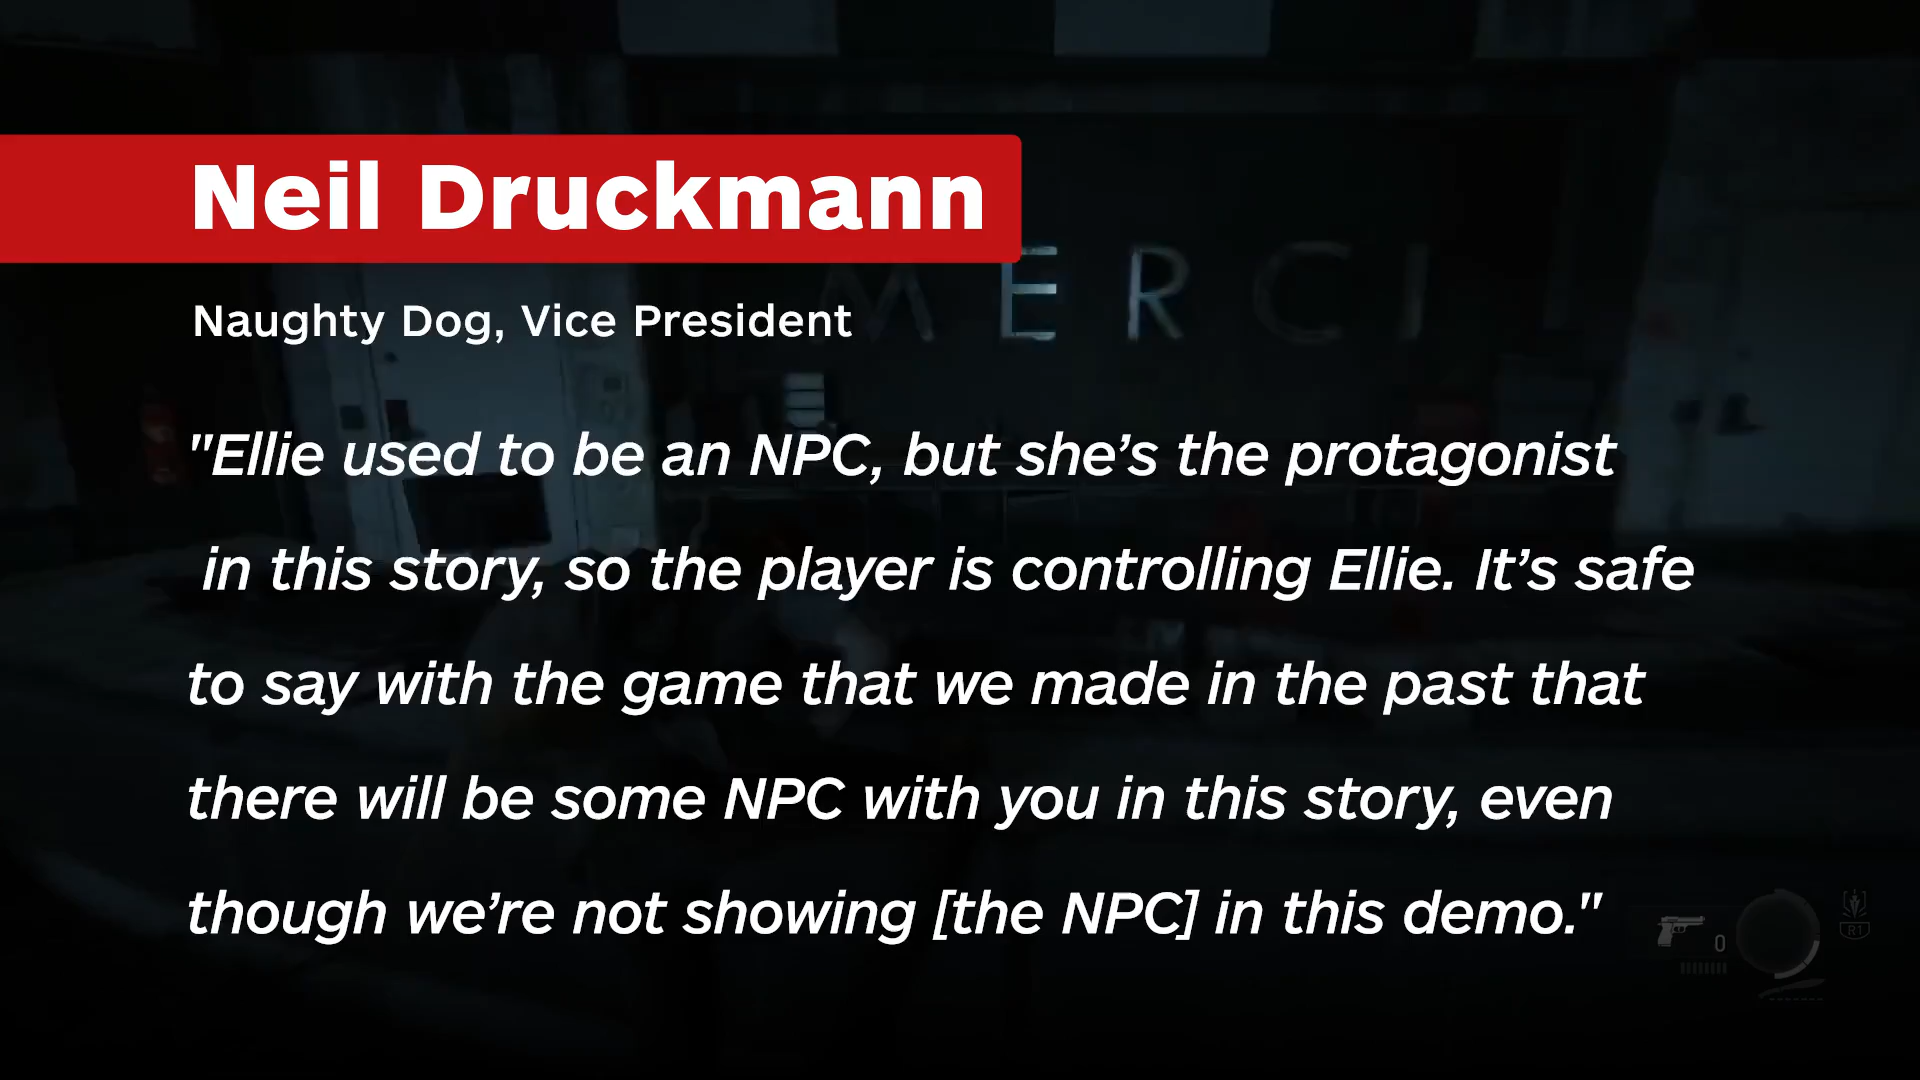 Neil Druckmann
MERCI
Naughty Dog, Vice President
"Ellie used to be an NPC, but she’s the protagonist
in this story, so the player is controlling Ellie. It’s safe
to say with the game that we made in the past that
there will be some NPC with you in this story, even
though we’re not showing [the NPC] in this demo."
0
R1